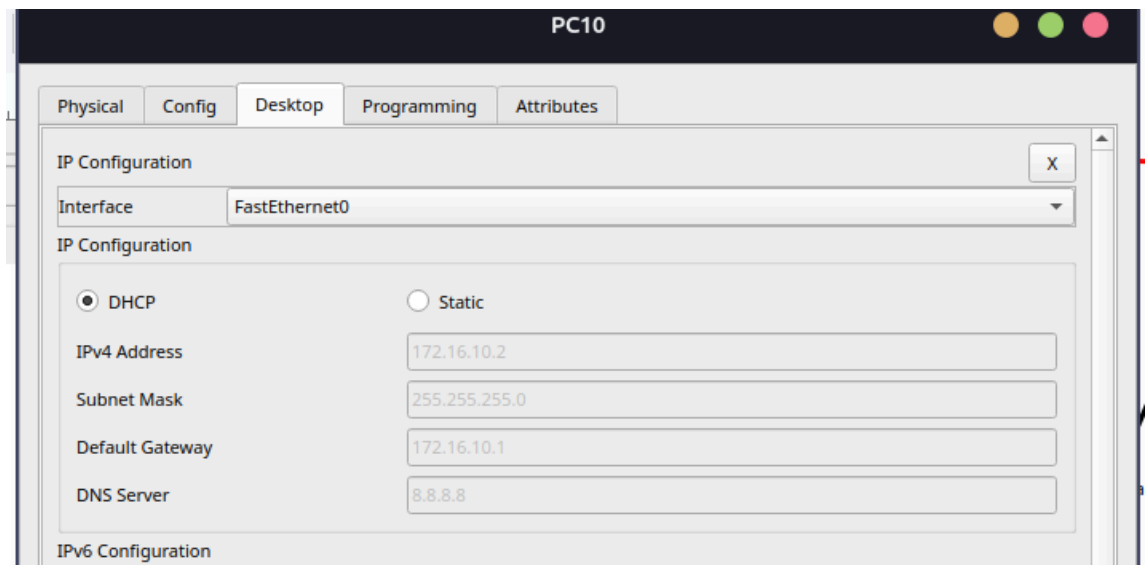 PC10
Physical Config Desktop Programming Attributes
IP Configuration
X
Interface FastEthernet0
IP Configuration
DHCP Static
IPv4 Address 172.16.10.2
Subnet Mask 255.255.255.0
Default Gateway 172.16.10.1
DNS Server 8.8.8.8
IPv6 Configuration